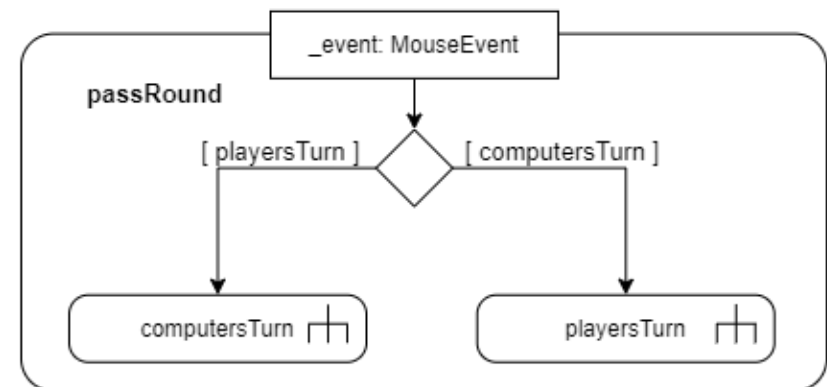 _event: MouseEvent
passRound
[ playersTurn ]
[ computersTurn ]
computersTurn
playersTurn